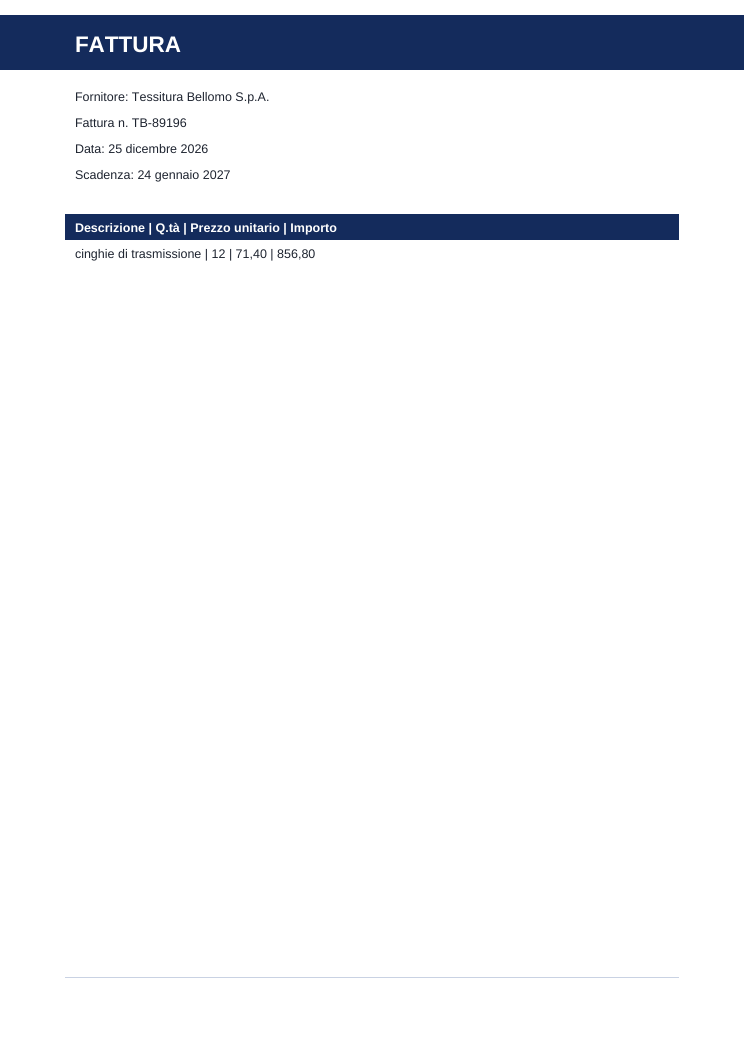 FATTURA
Fornitore: Tessitura Bellomo S.p.A.
Fattura n. TB-89196
Data: 25 dicembre 2026
Scadenza: 24 gennaio 2027
Descrizione | Q.tà | Prezzo unitario | Importo
cinghie di trasmissione | 12 | 71,40 | 856,80